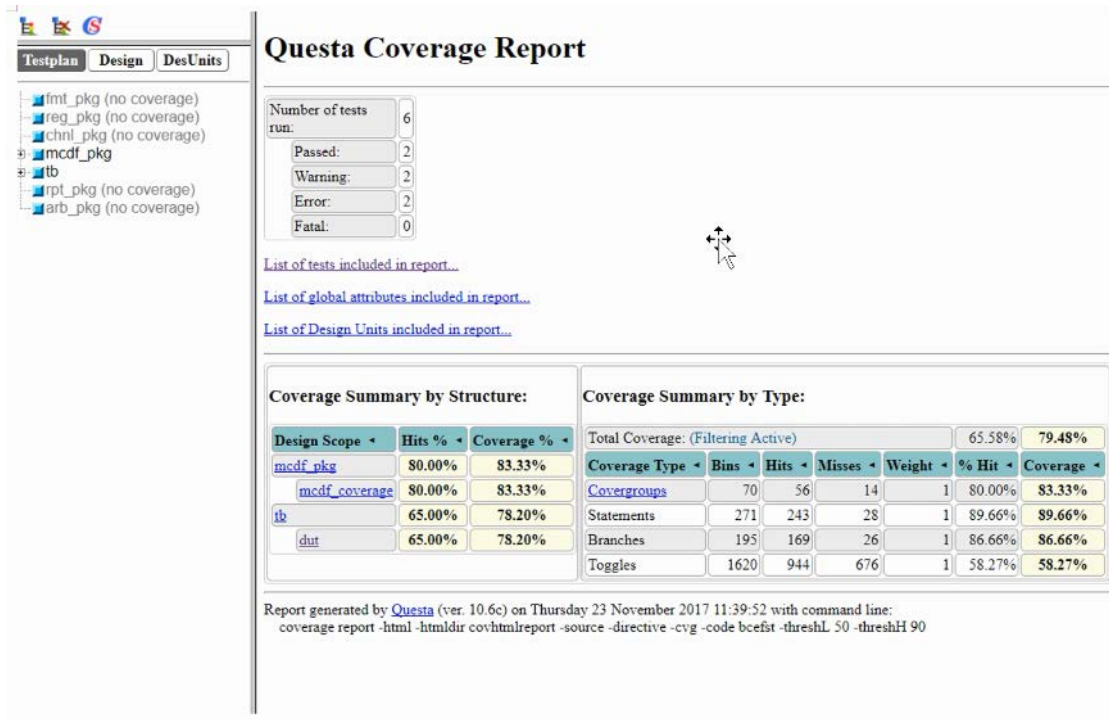 Testplan Design DesUnits
fmt_pkg (no coverage)
reg_pkg (no coverage)
chnl_pkg (no coverage)
mcdf_pkg
tb
rpt_pkg (no coverage)
arb_pkg (no coverage)
Questa Coverage Report
Number of tests
run: 6
Passed: 2
Warning: 2
Error: 2
Fatal: 0
List of tests included in report...
List of global attributes included in report...
List of Design Units included in report...
Coverage Summary by Structure:
Design Scope Hits % Coverage %
mcdf_pkg 80.00% 83.33%
mcdf_coverage 80.00% 83.33%
tb 65.00% 78.20%
dut 65.00% 78.20%
Coverage Summary by Type:
Total Coverage: (Filtering Active) 65.58% 79.48%
Coverage Type Bins Hits Misses Weight % Hit Coverage
Covergroups 70 56 14 1 80.00% 83.33%
Statements 271 243 28 1 89.66% 89.66%
Branches 195 169 26 1 86.66% 86.66%
Toggles 1620 944 676 1 58.27% 58.27%
Report generated by Questa (ver. 10.6c) on Thursday 23 November 2017 11:39:52 with command line:
coverage report -html -htmldir covhtmlreport -source -directive -cvg -code bcefst -threshL 50 -threshH 90